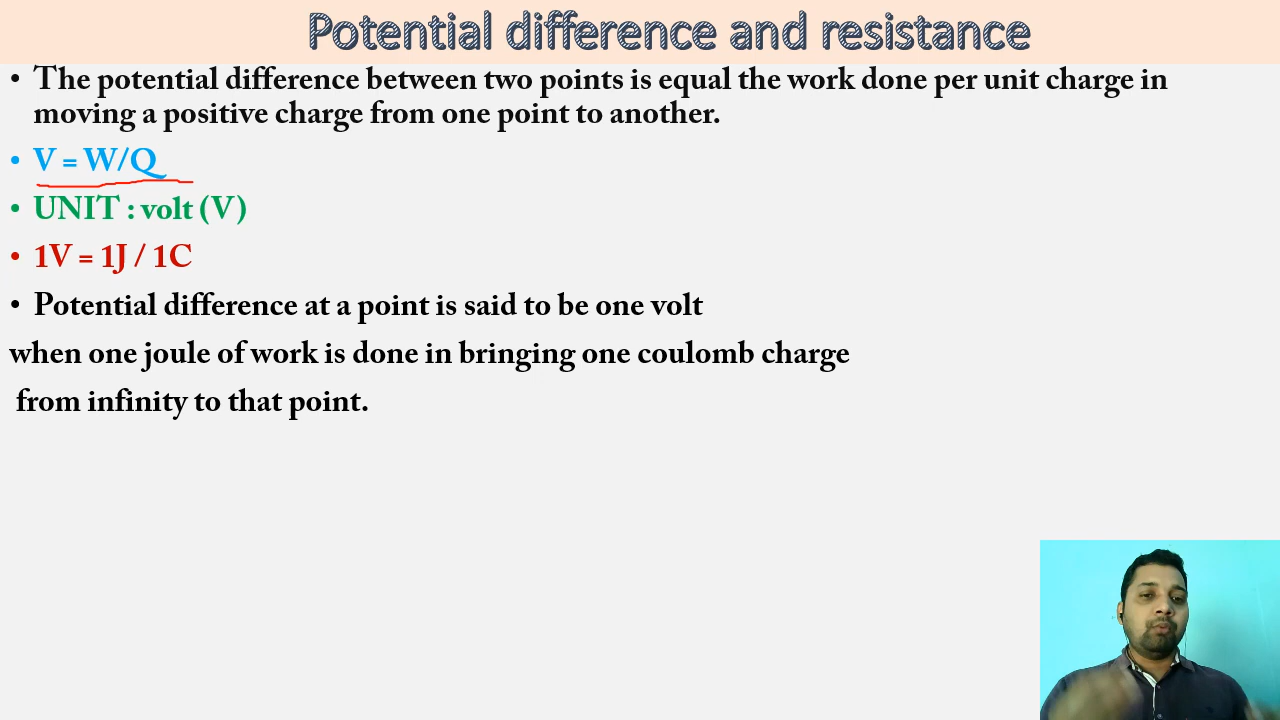 Potential difference and resistance
• The potential difference between two points is equal the work done per unit charge in
moving a positive charge from one point to another.
• V = W/Q
• UNIT : volt (V)
• 1V = 1J / 1C
• Potential difference at a point is said to be one volt
when one joule of work is done in bringing one coulomb charge
from infinity to that point.